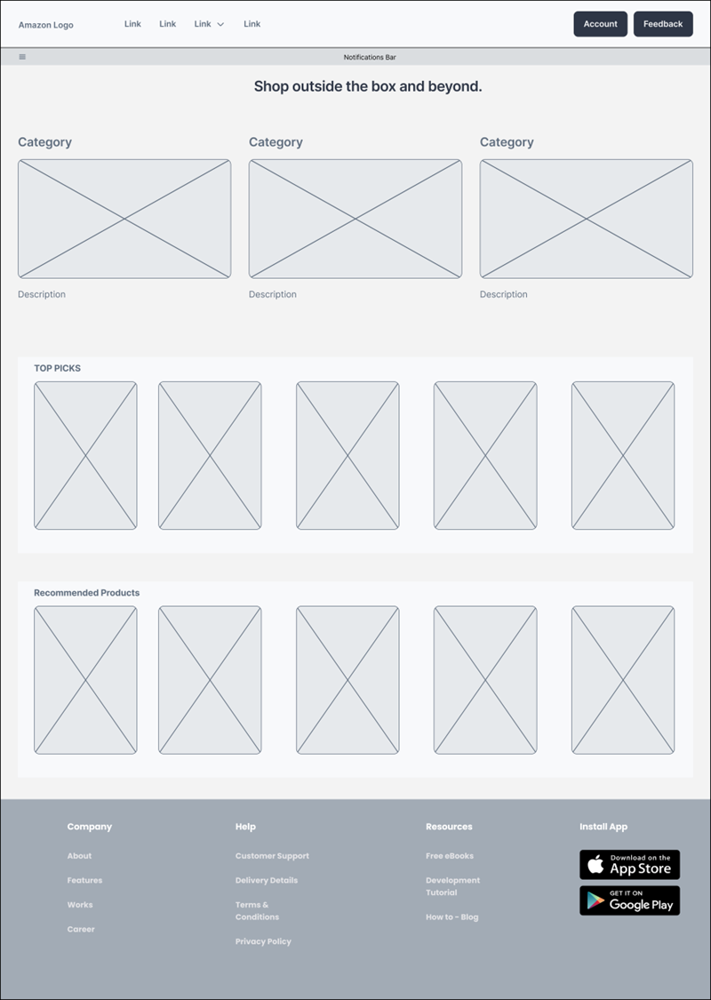 Amazon Logo Link Link Link Link Account Feedback
Notifications Bar
Shop outside the box and beyond.
Category Category Category
Description Description Description
TOP PICKS
Recommended Products
Company
About
Features
Works
Career
Help
Customer Support
Delivery Details
Terms &
Conditions
Privacy Policy
Resources
Free eBooks
Development
Tutorial
How to - Blog
Install App
Download on the
App Store
GET IT ON
Google Play